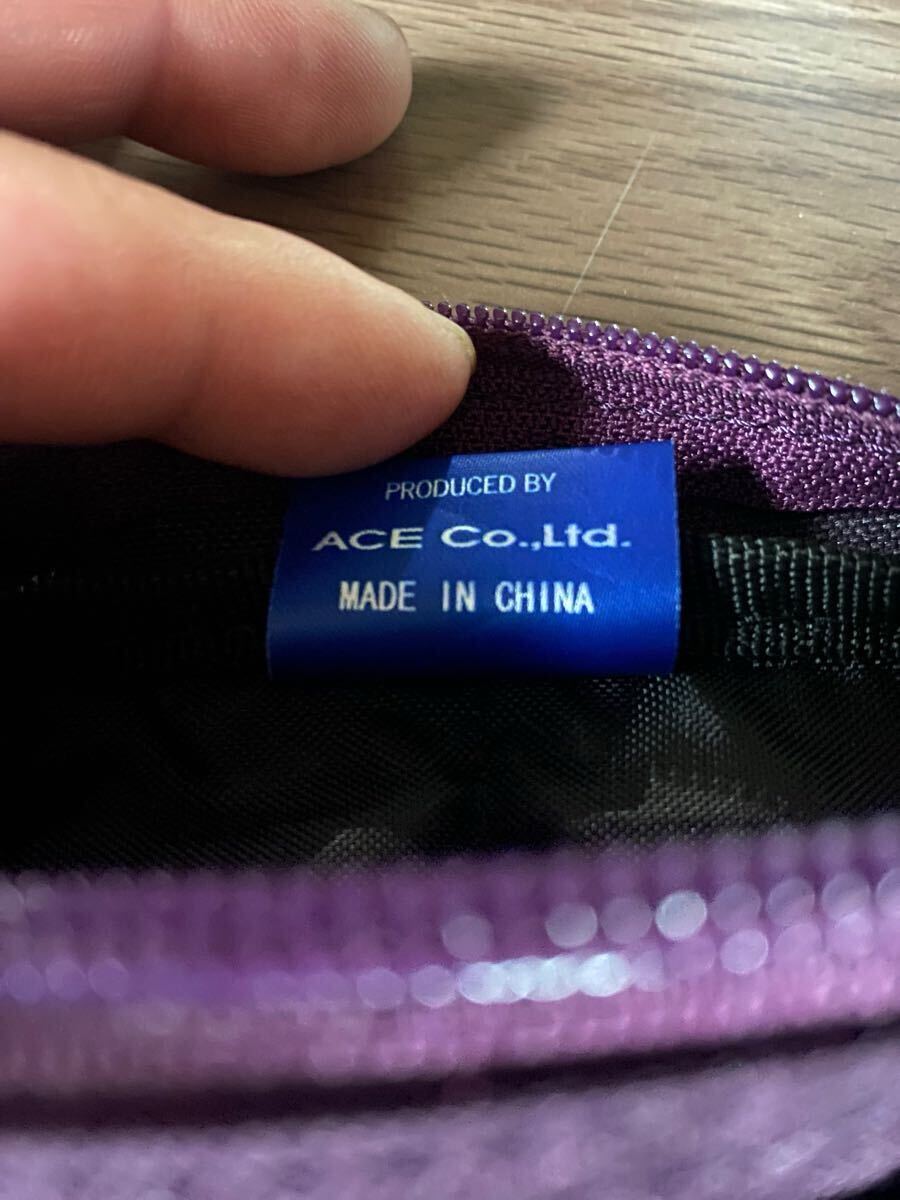 PRODUCED BY
ACE Co.,Ltd.
MADE IN CHINA